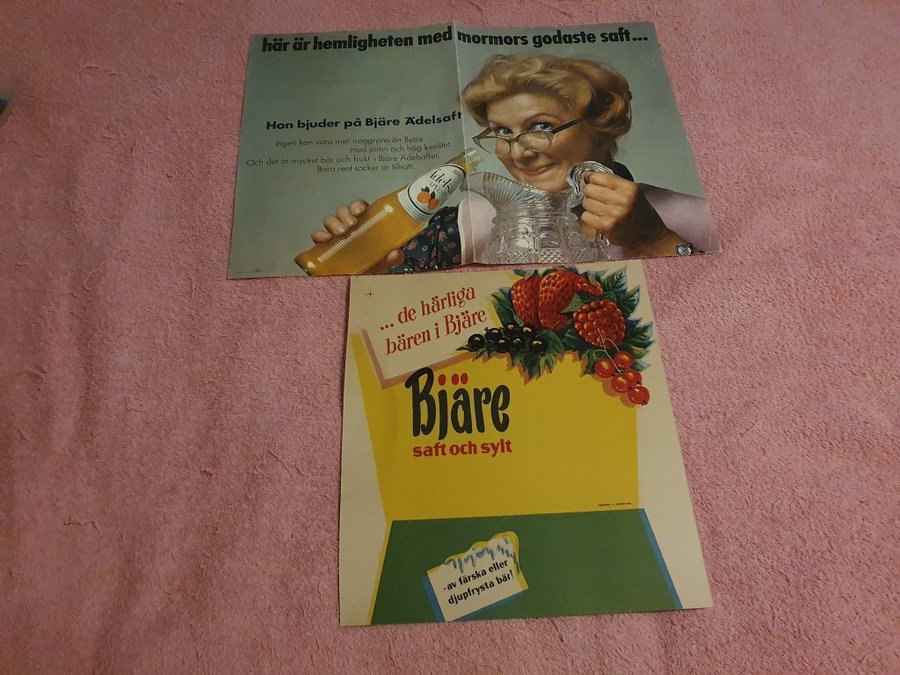 här är hemligheten med mormors godaste saft...
Hon bjuder på Bjäre Ädelsaft
Ingen kan vara mer noggrann än Bjäre
med jämn och hög kvalitet.
Och det är mycket bär och frukt i Bjäre Ädelsafter.
Bara rent socker är tillsatt.
Ädels
... de härliga
bären i Bjäre
Bjäre
saft och sylt
-av färska eller
djupfrysta bär!